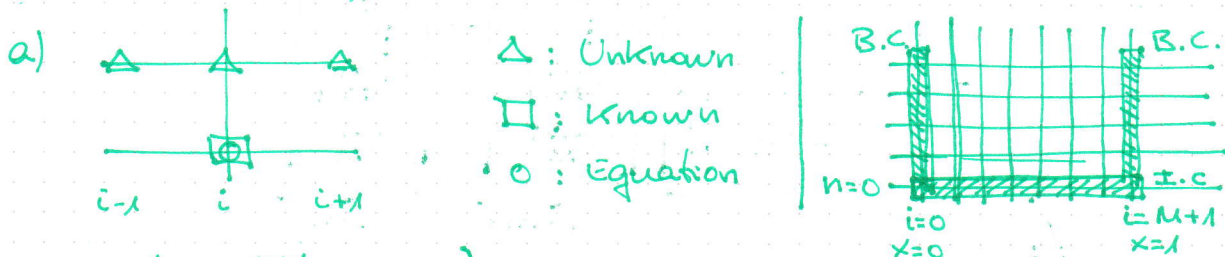 a)
△ : Unknown
□ : Known
○ : Equation
i-1 i i+1
B.C. B.C.
n=0 I.C
i=0 i=M+1
x=0 x=1